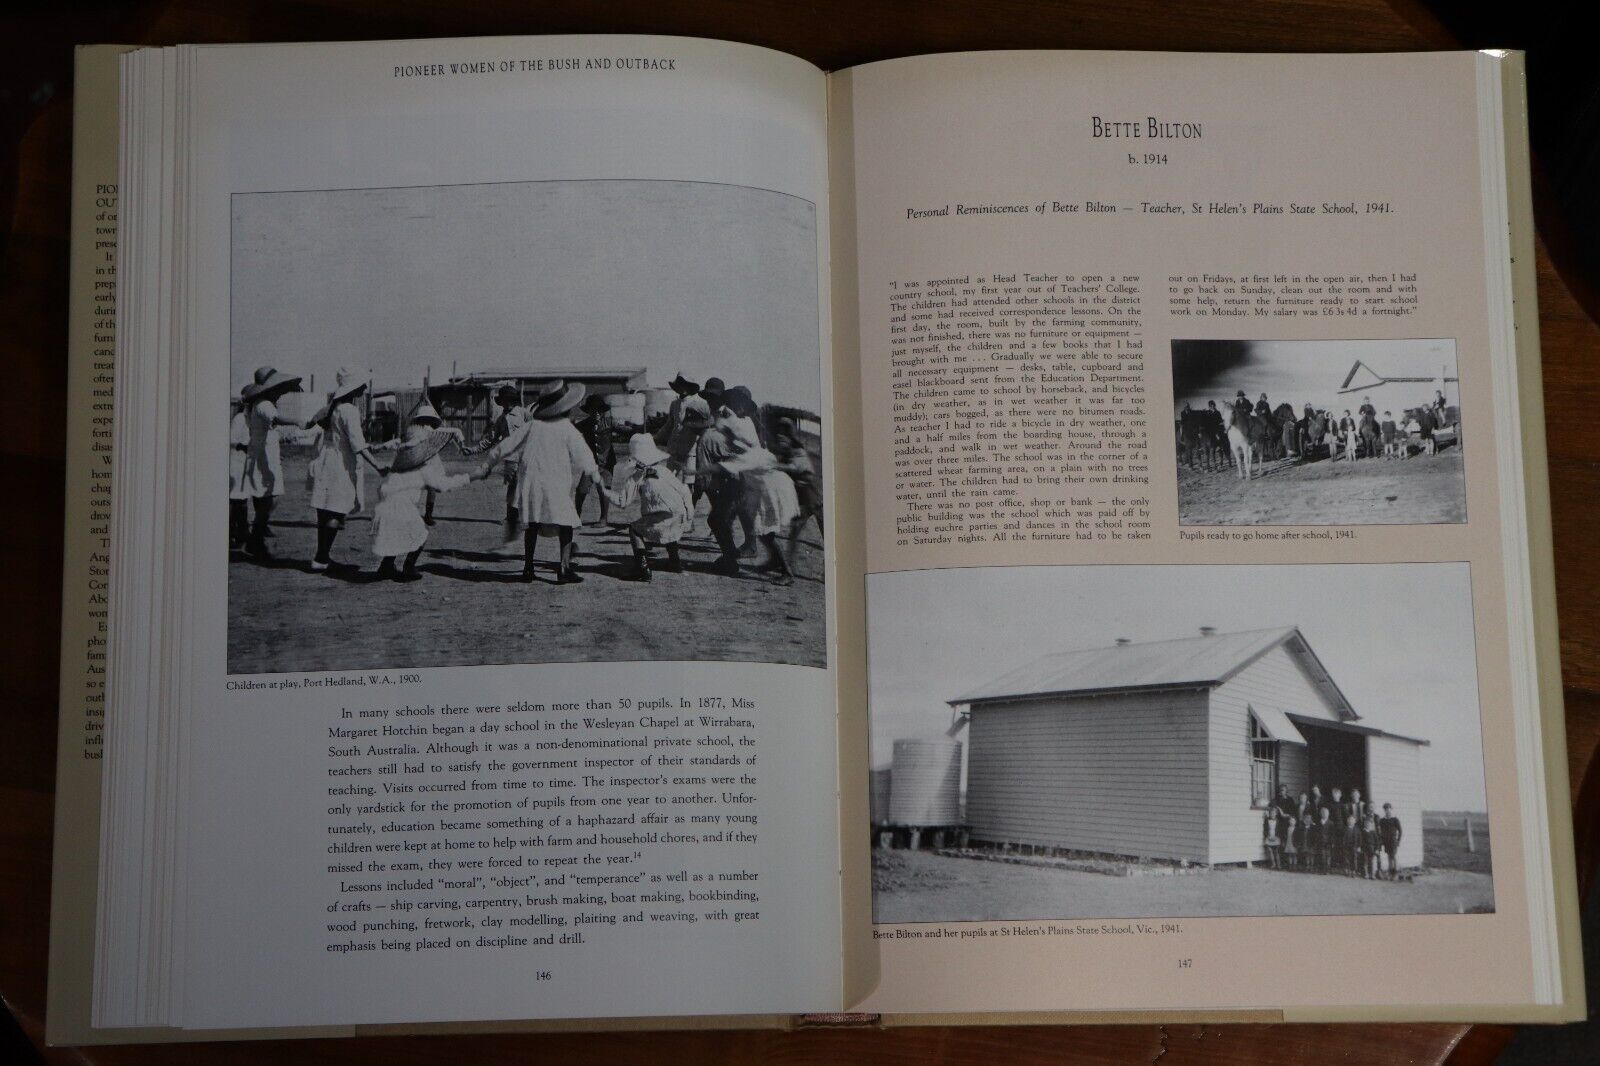 PIONEER WOMEN OF THE BUSH AND OUTBACK
Children at play, Port Hedland, W.A., 1900.
In many schools there were seldom more than 50 pupils. In 1877, Miss
Margaret Hotchin began a day school in the Wesleyan Chapel at Wirrabara,
South Australia. Although it was a non-denominational private school, the
teachers still had to satisfy the government inspector of their standards of
teaching. Visits occurred from time to time. The inspector's exams were the
only yardstick for the promotion of pupils from one year to another. Unfor-
tunately, education became something of a haphazard affair as many young
children were kept at home to help with farm and household chores, and if they
missed the exam, they were forced to repeat the year.14
Lessons included "moral", "object", and "temperance" as well as a number
of crafts — ship carving, carpentry, brush making, boat making, bookbinding,
wood punching, fretwork, clay modelling, plaiting and weaving, with great
emphasis being placed on discipline and drill.
146
BETTE BILTON
b. 1914
Personal Reminiscences of Bette Bilton — Teacher, St Helen's Plains State School, 1941.
"I was appointed as Head Teacher to open a new
country school, my first year out of Teachers' College.
The children had attended other schools in the district
and some had received correspondence lessons. On the
first day, the room, built by the farming community,
was not finished, there was no furniture or equipment —
just myself, the children and a few books that I had
brought with me ... Gradually we were able to secure
all necessary equipment — desks, table, cupboard and
easel blackboard sent from the Education Department.
The children came to school by horseback, and bicycles
(in dry weather, as in wet weather it was far too
muddy); cars bogged, as there were no bitumen roads.
As teacher I had to ride a bicycle in dry weather, one
and a half miles from the boarding house, through a
paddock, and walk in wet weather. Around the road
was over three miles. The school was in the corner of a
scattered wheat farming area, on a plain with no trees
or water. The children had to bring their own drinking
water, until the rain came.
There was no post office, shop or bank — the only
public building was the school which was paid off by
holding euchre parties and dances in the school room
on Saturday nights. All the furniture had to be taken
out on Fridays, at first left in the open air, then I had
to go back on Sunday, clean out the room and with
some help, return the furniture ready to start school
work on Monday. My salary was £6 3s 4d a fortnight."
Pupils ready to go home after school, 1941.
Bette Bilton and her pupils at St Helen's Plains State School, Vic., 1941.
147